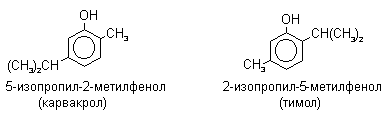 OH
CH₃
(CH₃)₂CH
5-изопропил-2-метилфенол
(карвакрол)
OH
CH(CH₃)₂
CH₃
2-изопропил-5-метилфенол
(тимол)